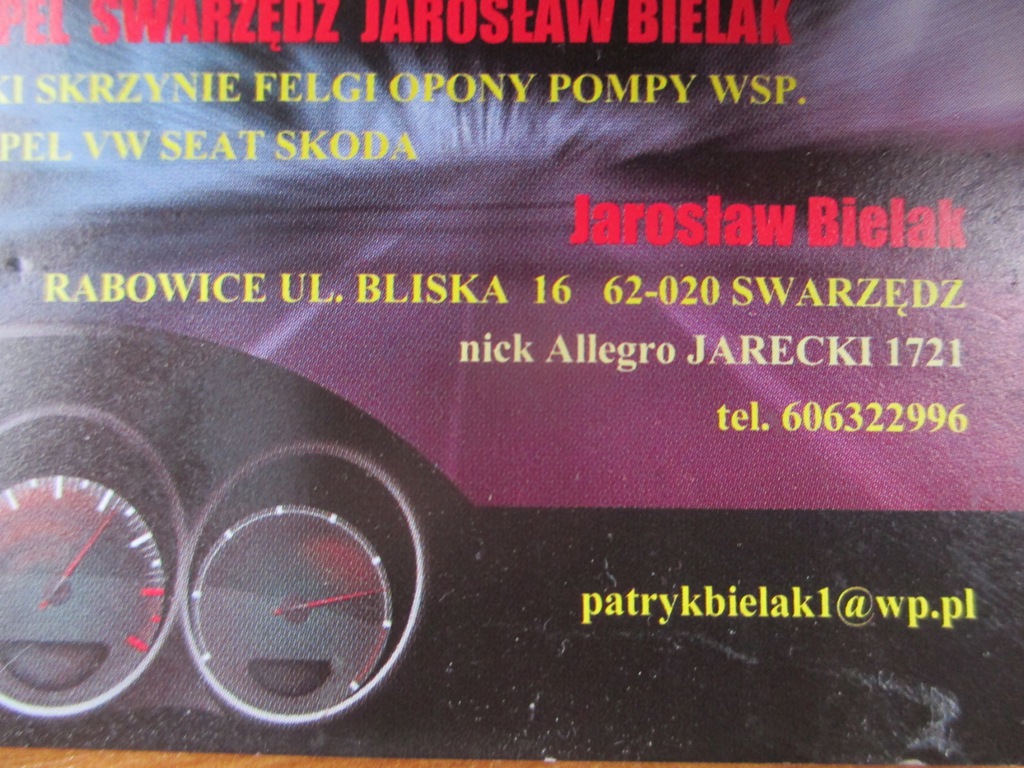 SWARZĘDZ JAROSŁAW BIELAK
SKRZYNIE FELGI OPONY POMPY WSP.
VW SEAT SKODA
Jarosław Bielak
RABOWICE UL. BLISKA 16 62-020 SWARZĘDZ
nick Allegro JARECKI 1721
tel. 606322996
patrykbielak1@wp.pl